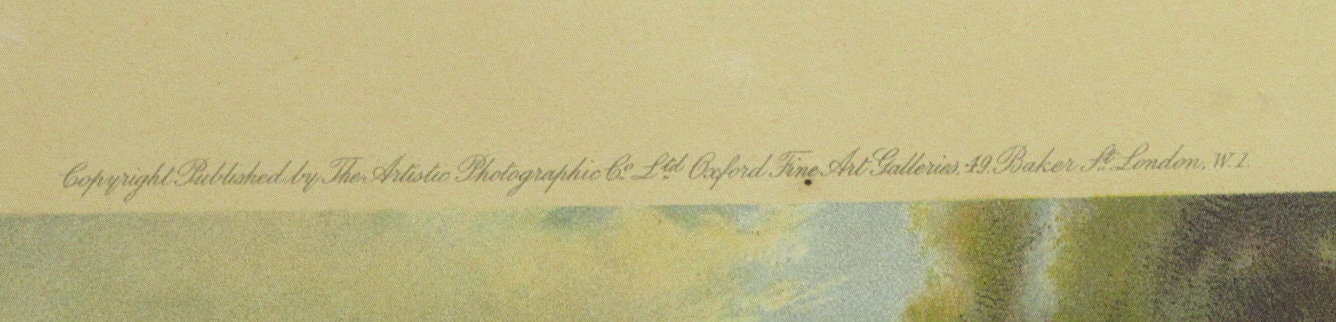 Copyright Published by The Artistic Photographic Co. Ltd. Oxford Fine Art Galleries. 49. Baker St. London. W.1.